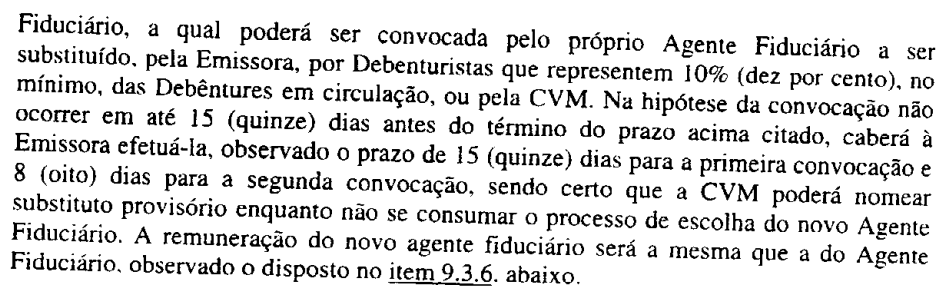 Fiduciário, a qual poderá ser convocada pelo próprio Agente Fiduciário a ser
substituído, pela Emissora, por Debenturistas que representem 10% (dez por cento), no
mínimo, das Debêntures em circulação, ou pela CVM. Na hipótese da convocação não
ocorrer em até 15 (quinze) dias antes do término do prazo acima citado, caberá à
Emissora efetuá-la, observado o prazo de 15 (quinze) dias para a primeira convocação e
8 (oito) dias para a segunda convocação, sendo certo que a CVM poderá nomear
substituto provisório enquanto não se consumar o processo de escolha do novo Agente
Fiduciário. A remuneração do novo agente fiduciário será a mesma que a do Agente
Fiduciário, observado o disposto no item 9.3.6. abaixo.